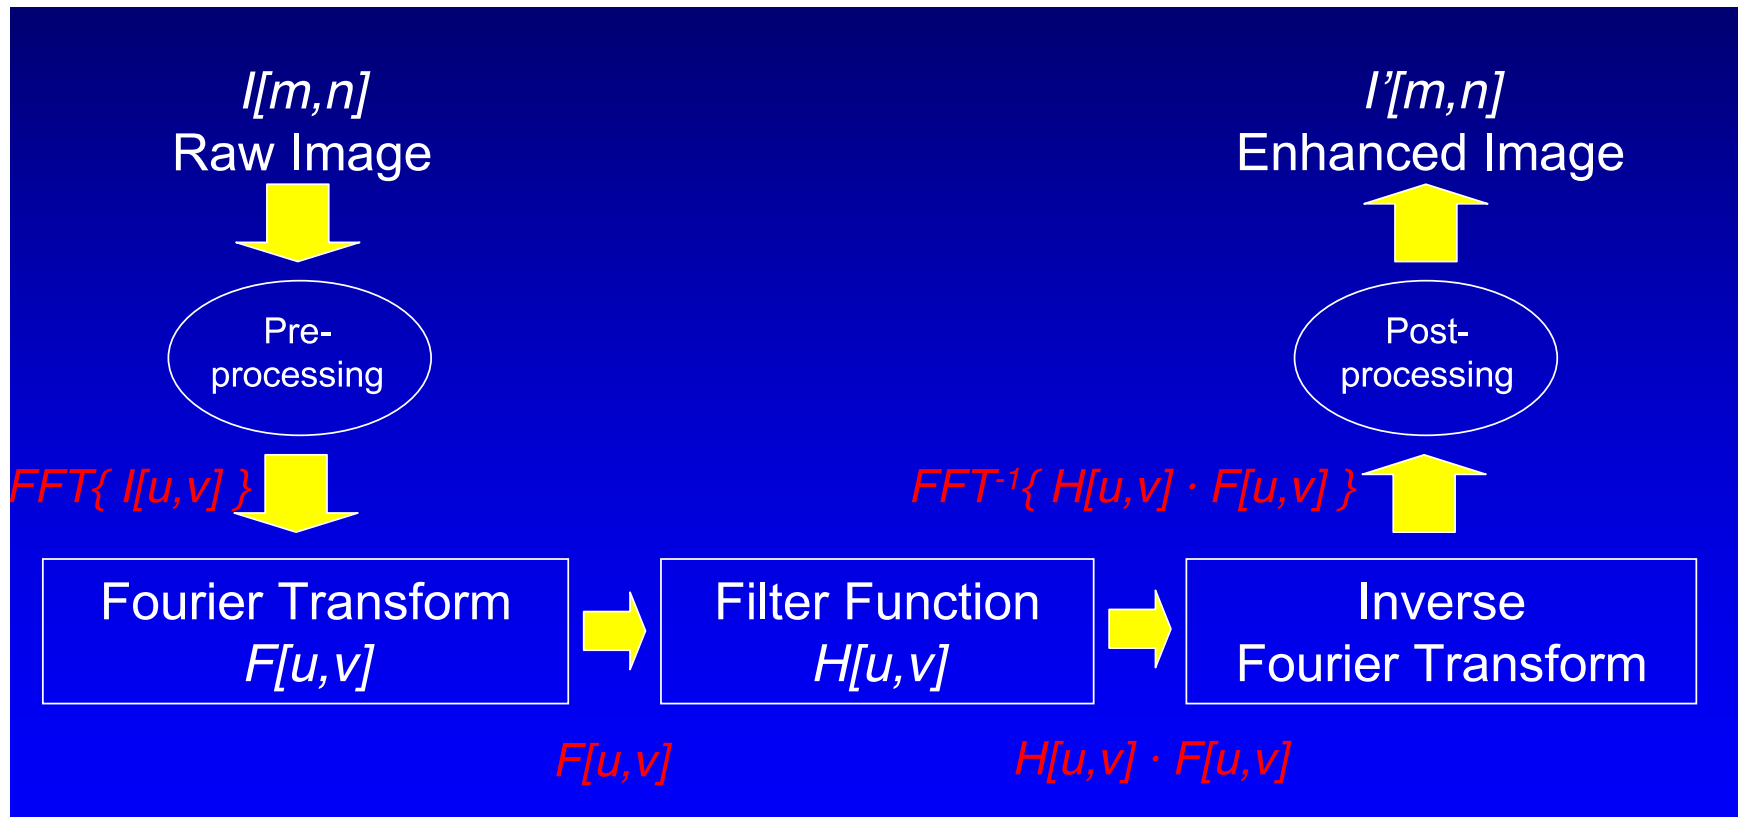 I[m,n]
Raw Image
Pre-
processing
FFT{ I[u,v] }
Fourier Transform
F[u,v]
F[u,v]
Filter Function
H[u,v]
H[u,v] · F[u,v]
Inverse
Fourier Transform
FFT⁻¹{ H[u,v] · F[u,v] }
Post-
processing
I’[m,n]
Enhanced Image